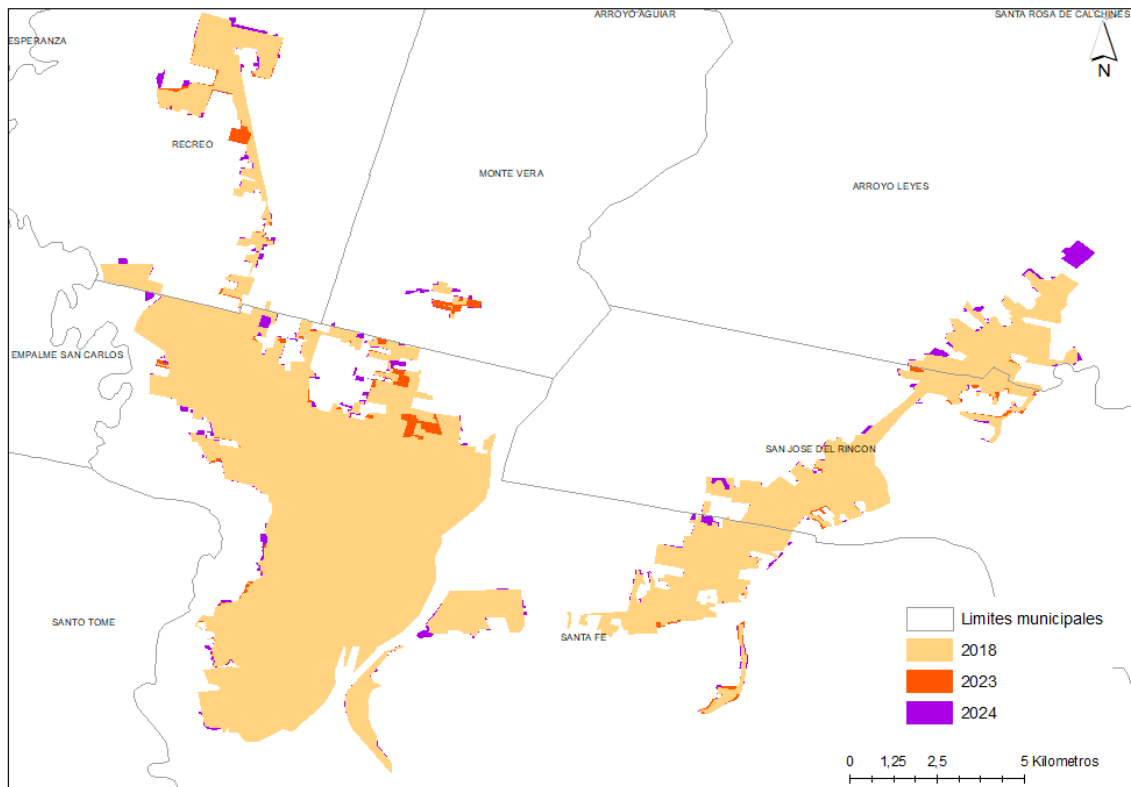 ARROYO AGUIAR
SANTA ROSA DE CALCHINES
ESPERANZA
N
RECREO
MONTE VERA
ARROYO LEYES
EMPALME SAN CARLOS
SAN JOSE DEL RINCON
SANTO TOME
SANTA FE
Limites municipales
2018
2023
2024
0 1,25 2,5 5 Kilometros